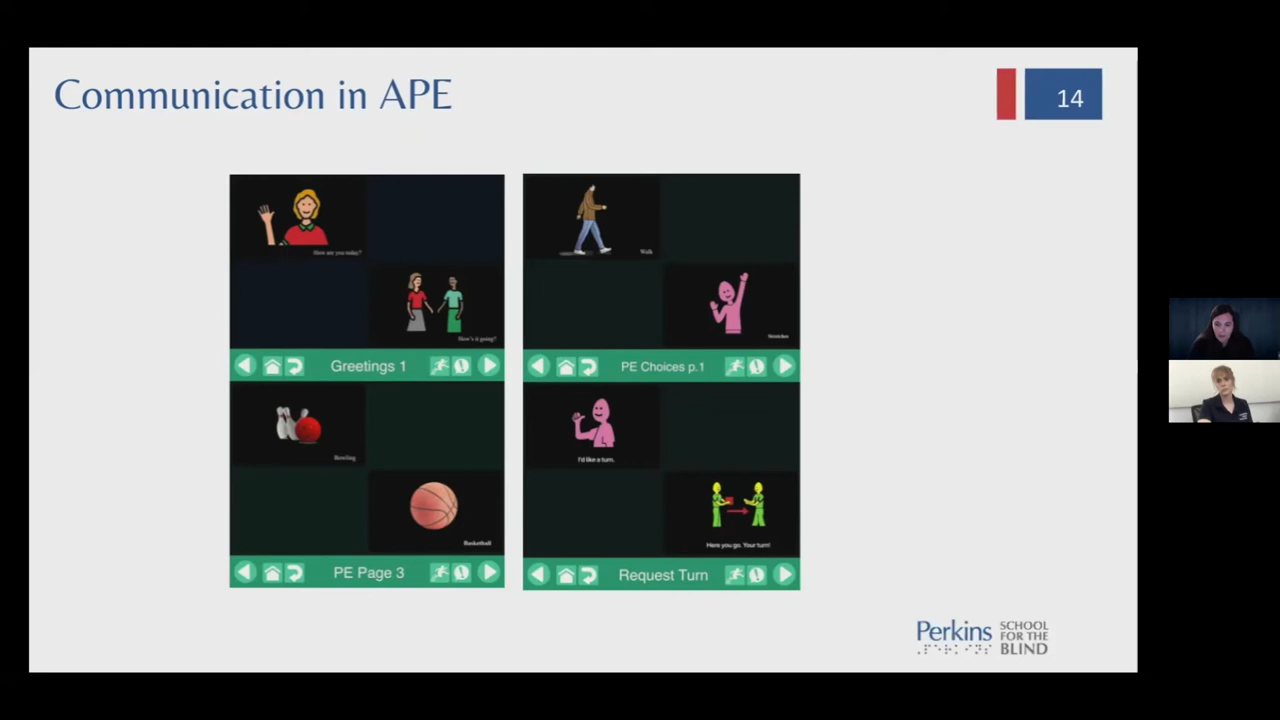 Communication in APE
14
How are you today?
How's it going?
Greetings 1
Walk
Stretches
PE Choices p.1
Bowling
Basketball
PE Page 3
I'd like a turn.
Here you go. Your turn!
Request Turn
Perkins
SCHOOL
FOR THE
BLIND